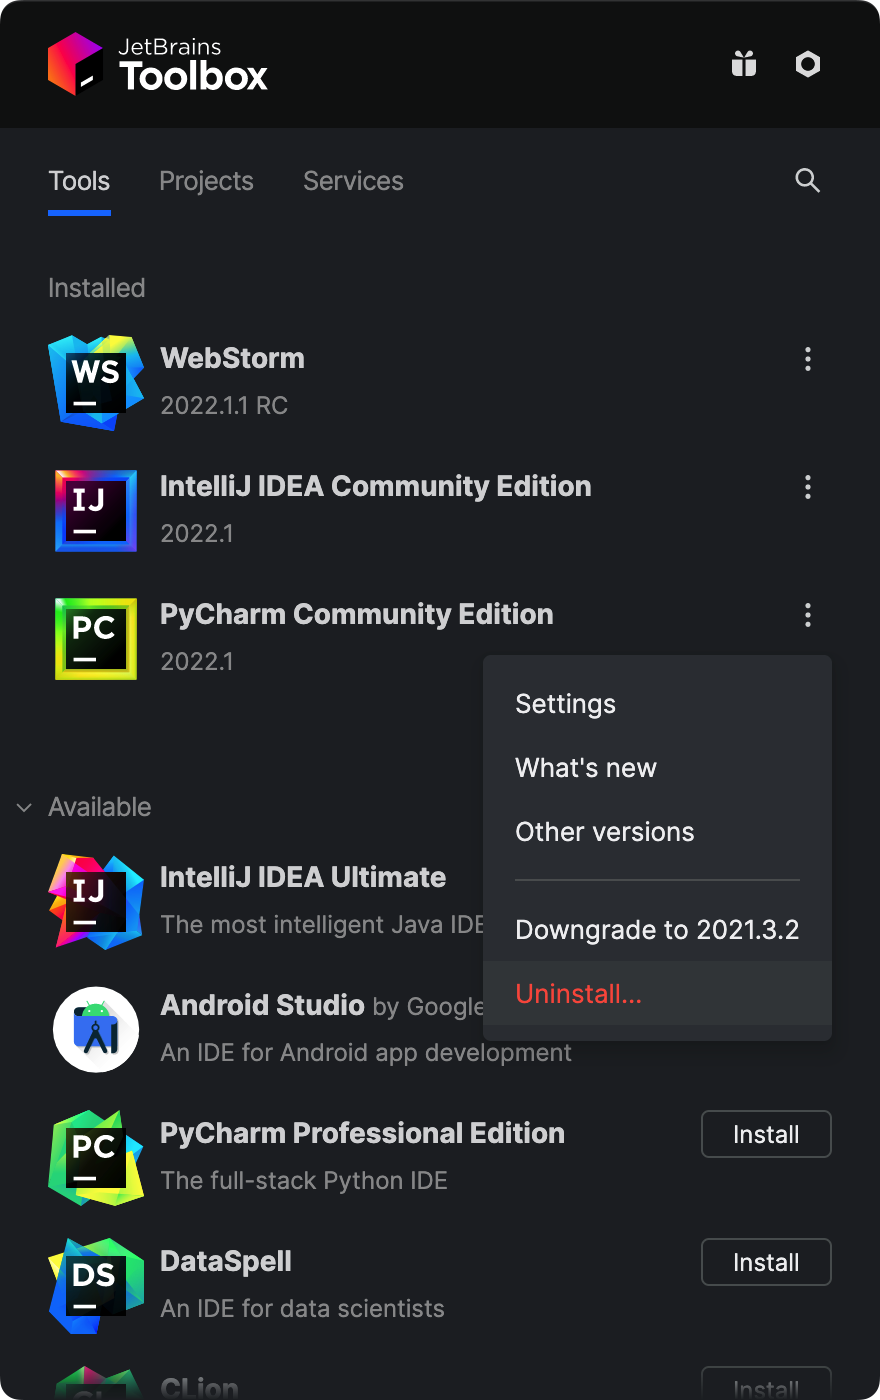 JetBrains
Toolbox
Tools Projects Services
Installed
WS
WebStorm
2022.1.1 RC
IJ
IntelliJ IDEA Community Edition
2022.1
PC
PyCharm Community Edition
2022.1
Settings
What's new
Other versions
Downgrade to 2021.3.2
Uninstall...
Available
IJ
IntelliJ IDEA Ultimate
The most intelligent Java IDE
Android Studio by Google
An IDE for Android app development
PC
PyCharm Professional Edition
Install
The full-stack Python IDE
DS
DataSpell
Install
An IDE for data scientists
CL
CLion
Install